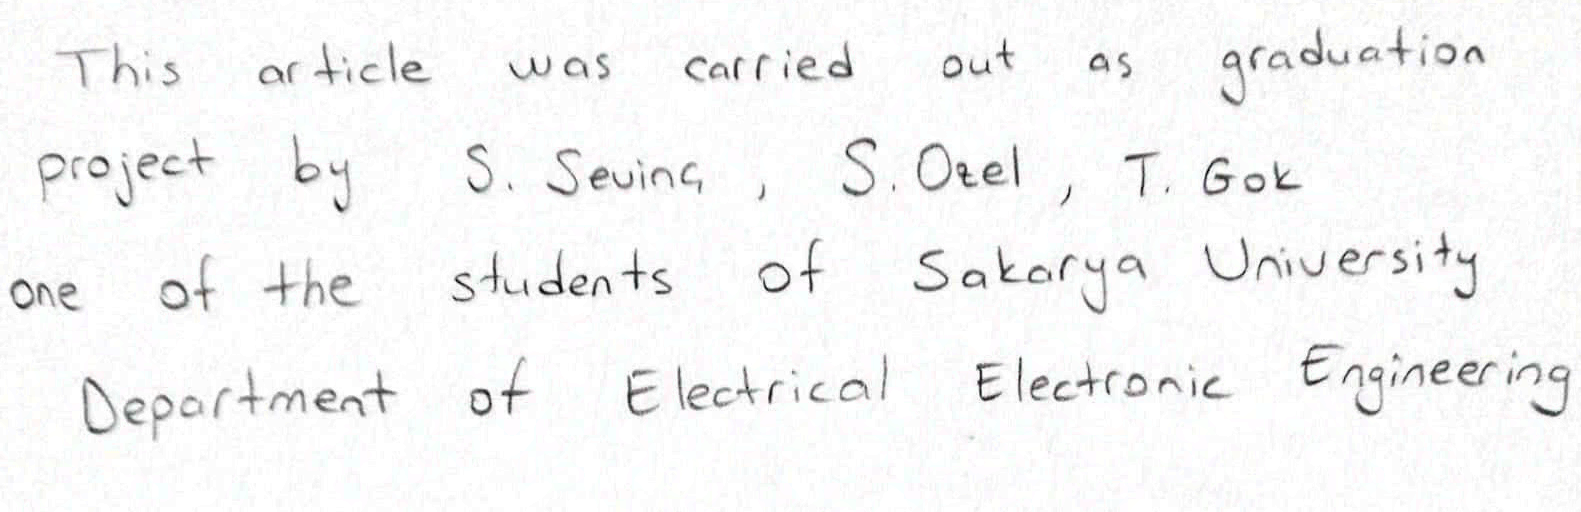 This article was carried out as graduation
project by S. Sevinç , S. Ozel , T. Gok
one of the students of Sakarya University
Department of Electrical Electronic Engineering